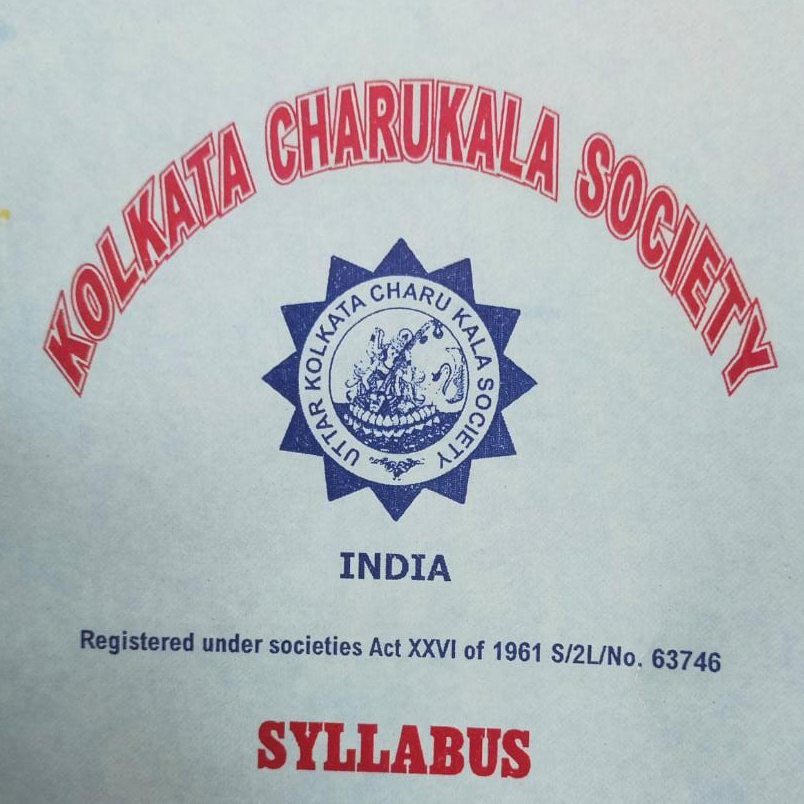 KOLKATA CHARUKALA SOCIETY
UTTAR KOLKATA CHARU KALA SOCIETY
INDIA
Registered under societies Act XXVI of 1961 S/2L/No. 63746
SYLLABUS